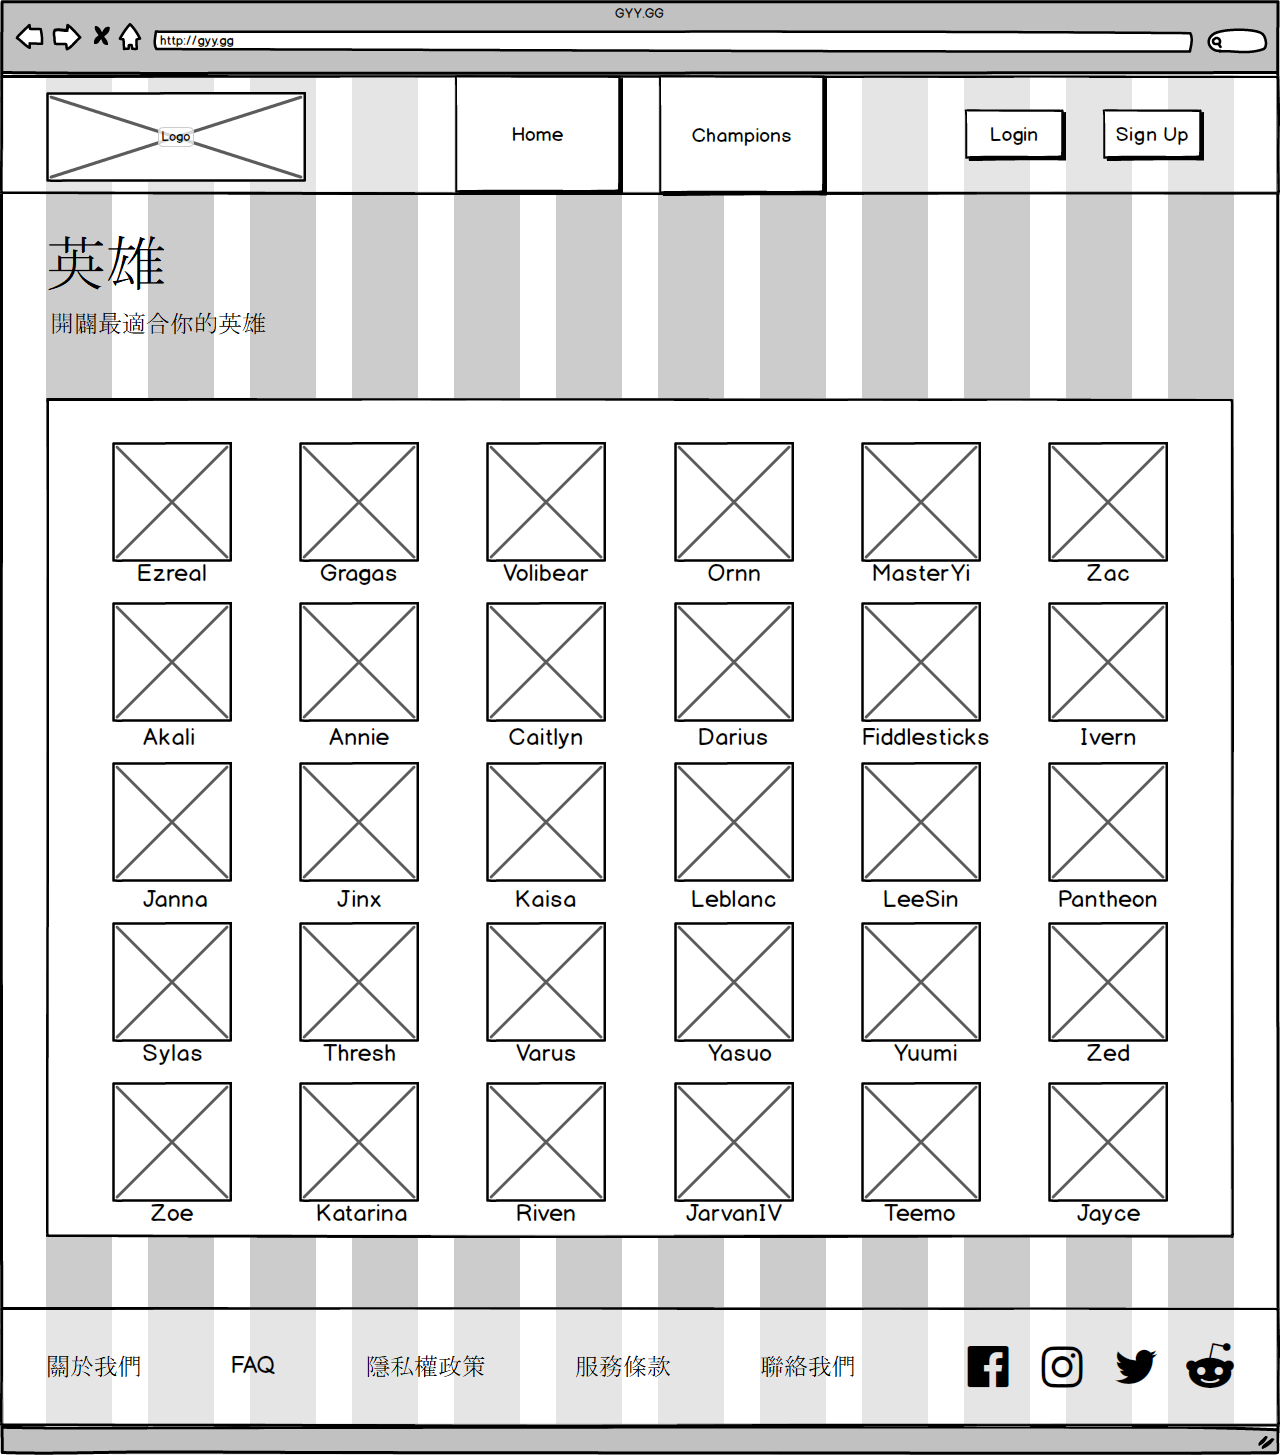 GYY.GG
http://gyy.gg
Logo
Home
Champions
Login
Sign Up
英雄
開闢最適合你的英雄
Ezreal
Gragas
Volibear
Ornn
MasterYi
Zac
Akali
Annie
Caitlyn
Darius
Fiddlesticks
Ivern
Janna
Jinx
Kaisa
Leblanc
LeeSin
Pantheon
Sylas
Thresh
Varus
Yasuo
Yuumi
Zed
Zoe
Katarina
Riven
JarvanIV
Teemo
Jayce
關於我們
FAQ
隱私權政策
服務條款
聯絡我們